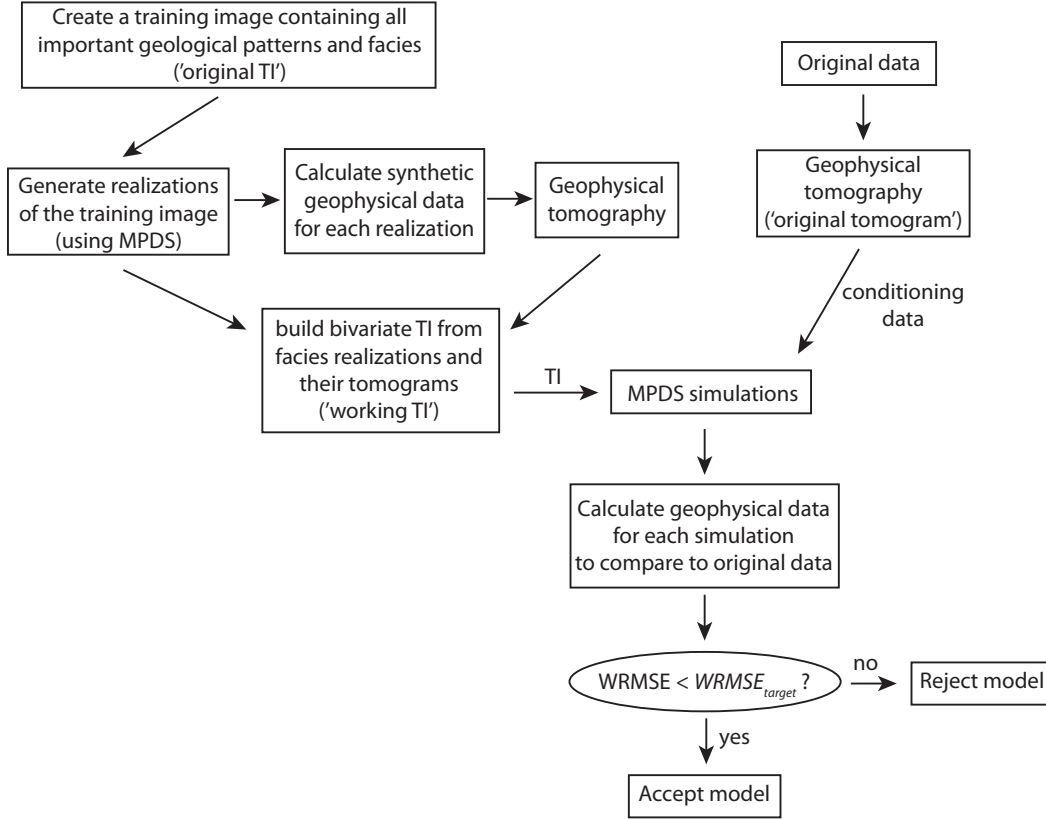 Create a training image containing all
important geological patterns and facies
('original TI')
Original data
Generate realizations
of the training image
(using MPDS)
Calculate synthetic
geophysical data
for each realization
Geophysical
tomography
Geophysical
tomography
('original tomogram')
conditioning
data
build bivariate TI from
facies realizations and
their tomograms
('working TI')
TI
MPDS simulations
Calculate geophysical data
for each simulation
to compare to original data
WRMSE < WRMSEtarget ?
no
Reject model
yes
Accept model